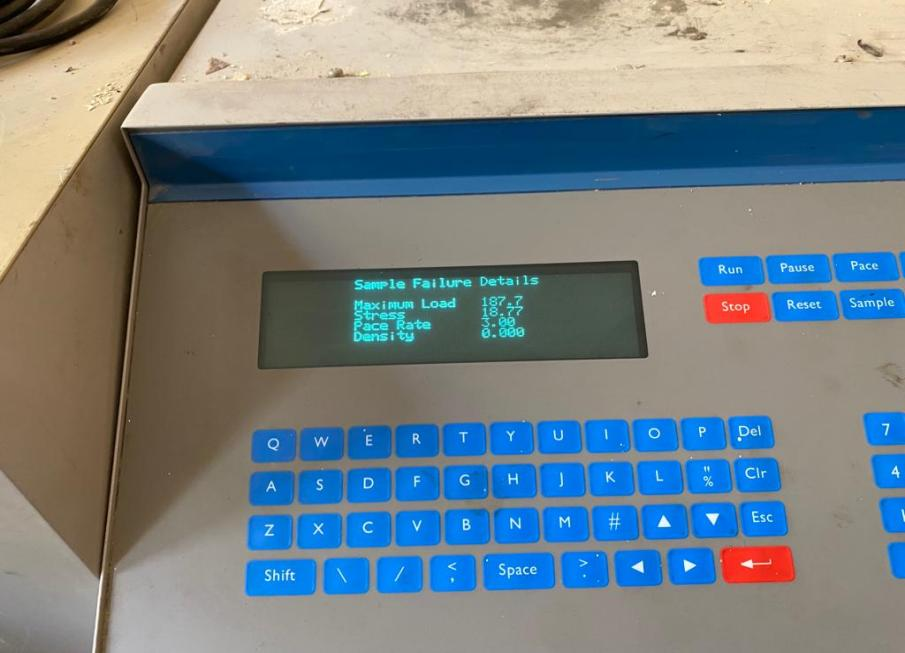 Sample Failure Details
Maximum Load 187.7
Stress 18.77
Pace Rate 3.00
Density 0.000
Run Pause Pace
Stop Reset Sample
Q W E R T Y U I O P Del
A S D F G H J K L " % Clr
Z X C V B N M # ▲ ▼ Esc
Shift \ / < , Space > . ◀ ▶ ←
7
4